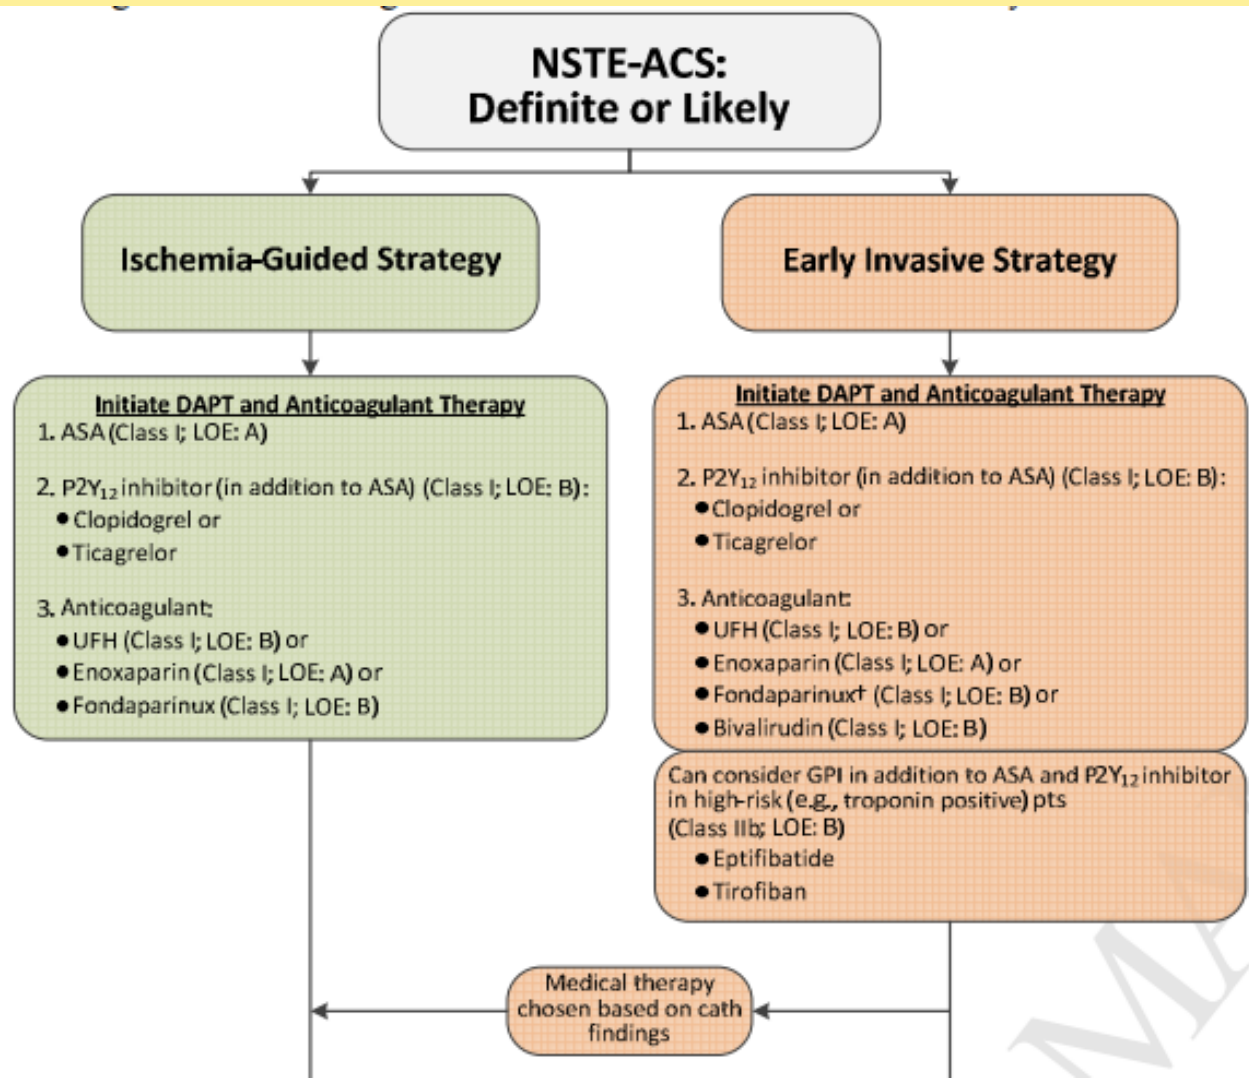 NSTE-ACS:
Definite or Likely
Ischemia-Guided Strategy
Early Invasive Strategy
Initiate DAPT and Anticoagulant Therapy
1. ASA (Class I; LOE: A)
2. P2Y₁₂ inhibitor (in addition to ASA) (Class I; LOE: B):
● Clopidogrel or
● Ticagrelor
3. Anticoagulant:
● UFH (Class I; LOE: B) or
● Enoxaparin (Class I; LOE: A) or
● Fondaparinux (Class I; LOE: B)
Initiate DAPT and Anticoagulant Therapy
1. ASA (Class I; LOE: A)
2. P2Y₁₂ inhibitor (in addition to ASA) (Class I; LOE: B):
● Clopidogrel or
● Ticagrelor
3. Anticoagulant:
● UFH (Class I; LOE: B) or
● Enoxaparin (Class I; LOE: A) or
● Fondaparinux† (Class I; LOE: B) or
● Bivalirudin (Class I; LOE: B)
Can consider GPI in addition to ASA and P2Y₁₂ inhibitor
in high-risk (e.g., troponin positive) pts
(Class IIb; LOE: B)
● Eptifibatide
● Tirofiban
Medical therapy
chosen based on cath
findings